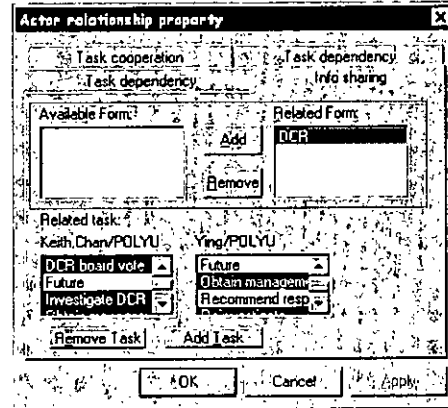 Actor relationship property
Task cooperation
Task dependency
Task dependency
Info sharing
Available Form:
Related Form:
Add
DCR
Remove
Related task:
Keith Chan/POLYU
Ying/POLYU
DCR board vote
Future
Future
Obtain managem
Investigate DCR
Recommend resp
Remove Task
Add Task
OK
Cancel
Apply